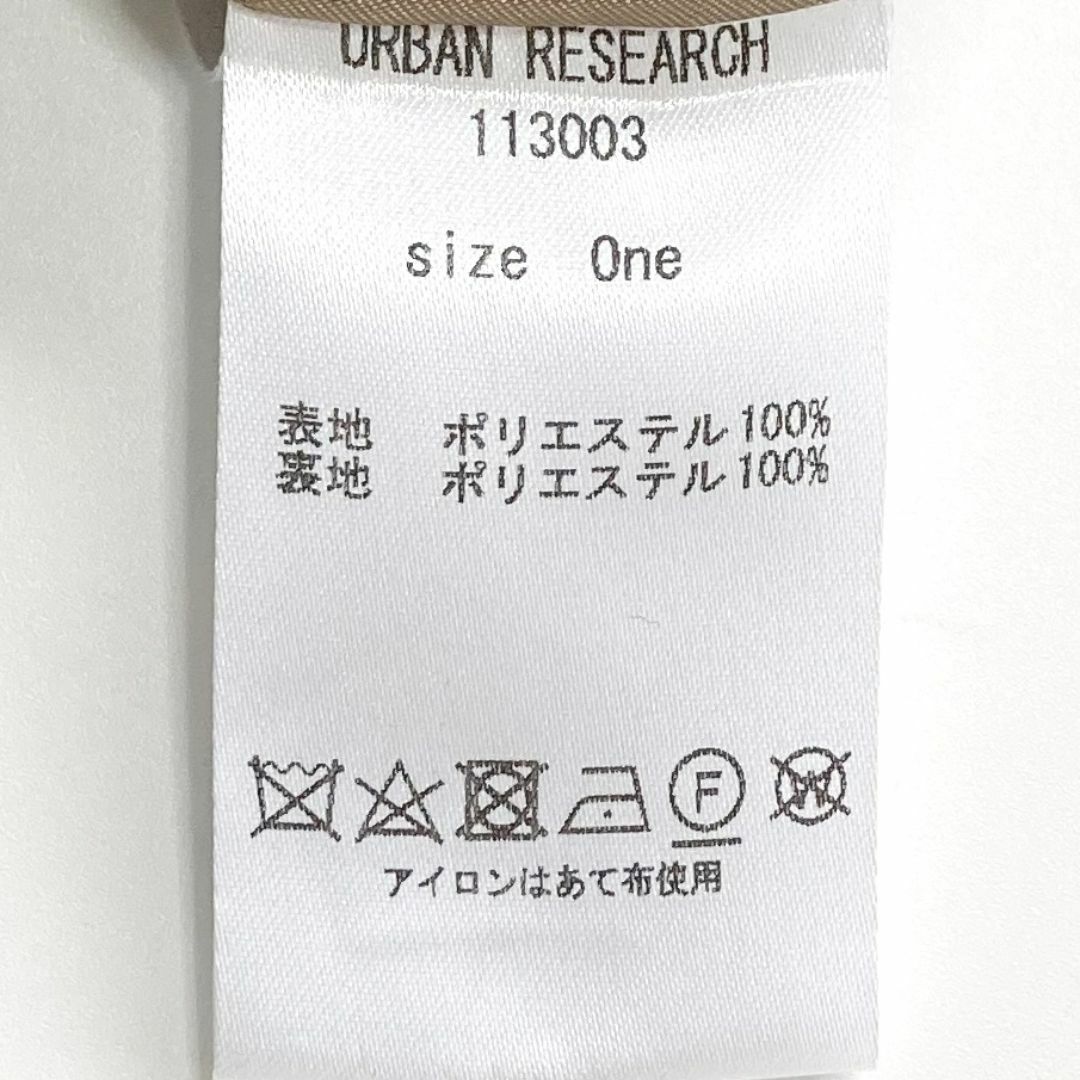 URBAN RESEARCH
113003
size One
表地 ポリエステル100%
裏地 ポリエステル100%
F W
アイロンはあて布使用